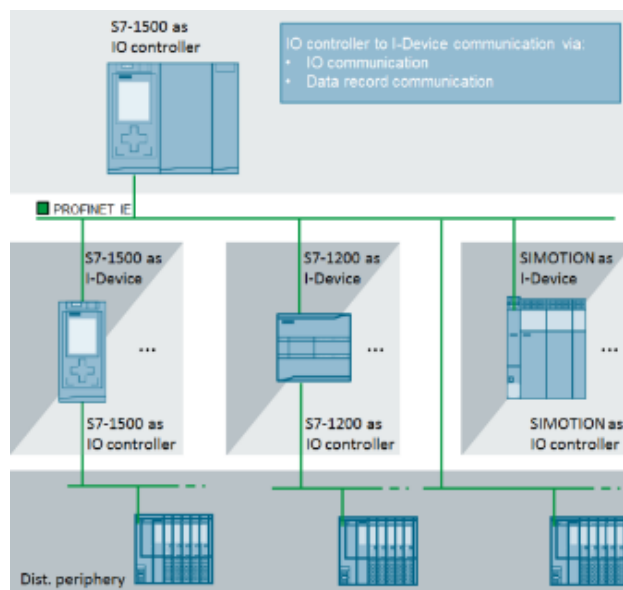 S7-1500 as
IO controller
IO controller to I-Device communication via:
• IO communication
• Data record communication
PROFINET IE
S7-1500 as
I-Device
S7-1200 as
I-Device
SIMOTION as
I-Device
...
...
...
S7-1500 as
IO controller
S7-1200 as
IO controller
SIMOTION as
IO controller
Dist. periphery